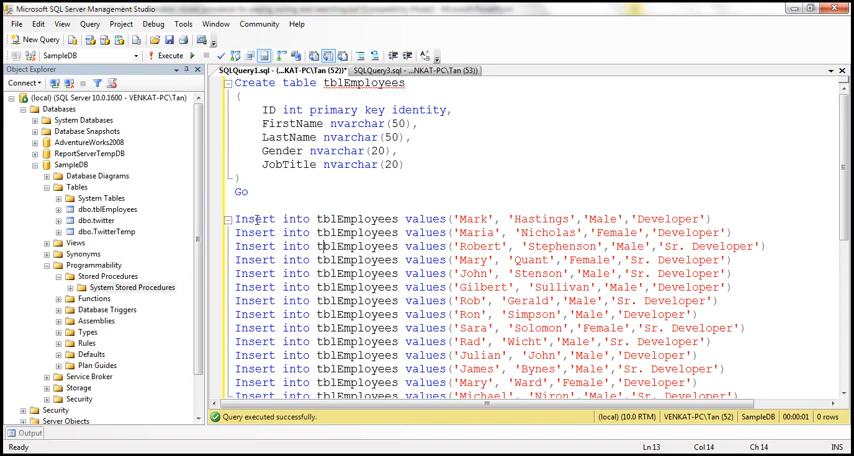 Microsoft SQL Server Management Studio
File Edit View Query Project Debug Tools Window Community Help
New Query
SampleDB Execute
Object Explorer
Connect
(local) (SQL Server 10.0.1600 - VENKAT-PC\Tan)
Databases
System Databases
Database Snapshots
AdventureWorks2008
ReportServerTempDB
SampleDB
Database Diagrams
Tables
System Tables
dbo.tblEmployees
dbo.twitter
dbo.TwitterTemp
Views
Synonyms
Programmability
Stored Procedures
System Stored Procedures
Functions
Database Triggers
Assemblies
Types
Rules
Defaults
Plan Guides
Service Broker
Storage
Security
Security
Server Objects
SQLQuery1.sql - (...KAT-PC\Tan (52))* SQLQuery3.sql - (...NKAT-PC\Tan (53))
Create table tblEmployees
(
ID int primary key identity,
FirstName nvarchar(50),
LastName nvarchar(50),
Gender nvarchar(20),
JobTitle nvarchar(20)
)
Go
Insert into tblEmployees values('Mark', 'Hastings','Male','Developer')
Insert into tblEmployees values('Maria', 'Nicholas','Female','Developer')
Insert into tblEmployees values('Robert', 'Stephenson','Male','Sr. Developer')
Insert into tblEmployees values('Mary', 'Quant','Female','Sr. Developer')
Insert into tblEmployees values('John', 'Stenson','Male','Sr. Developer')
Insert into tblEmployees values('Gilbert', 'Sullivan','Male','Developer')
Insert into tblEmployees values('Rob', 'Gerald','Male','Sr. Developer')
Insert into tblEmployees values('Ron', 'Simpson','Male','Developer')
Insert into tblEmployees values('Sara', 'Solomon','Female','Sr. Developer')
Insert into tblEmployees values('Rad', 'Wicht','Male','Sr. Developer')
Insert into tblEmployees values('Julian', 'John','Male','Developer')
Insert into tblEmployees values('James', 'Bynes','Male','Sr. Developer')
Insert into tblEmployees values('Mary', 'Ward','Female','Developer')
Insert into tblEmployees values('Michael', 'Niron','Male','Sr. Developer')
Query executed successfully. (local) (10.0 RTM) VENKAT-PC\Tan (52) SampleDB 00:00:01 0 rows
Output
Ready Ln 13 Col 14 Ch 14 INS